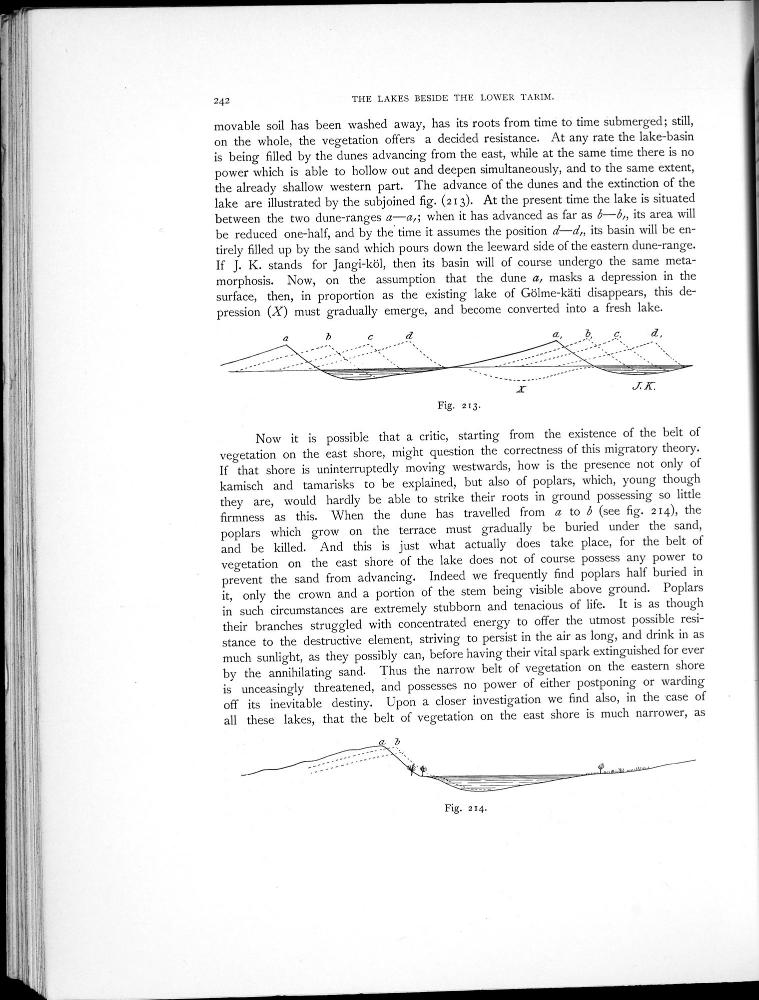 242 THE LAKES BESIDE THE LOWER TARIM.
movable soil has been washed away, has its roots from time to time submerged; still,
on the whole, the vegetation offers a decided resistance. At any rate the lake-basin
is being filled by the dunes advancing from the east, while at the same time there is no
power which is able to hollow out and deepen simultaneously, and to the same extent,
the already shallow western part. The advance of the dunes and the extinction of the
lake are illustrated by the subjoined fig. (213). At the present time the lake is situated
between the two dune-ranges a—a,; when it has advanced as far as b—b,, its area will
be reduced one-half, and by the time it assumes the position d—d,, its basin will be en-
tirely filled up by the sand which pours down the leeward side of the eastern dune-range.
If J. K. stands for Jangi-köl, then its basin will of course undergo the same meta-
morphosis. Now, on the assumption that the dune a, masks a depression in the
surface, then, in proportion as the existing lake of Gölme-käti disappears, this de-
pression (X) must gradually emerge, and become converted into a fresh lake.
a b c d a, b, c, d,
X J.K.
Fig. 213.
Now it is possible that a critic, starting from the existence of the belt of
vegetation on the east shore, might question the correctness of this migratory theory.
If that shore is uninterruptedly moving westwards, how is the presence not only of
kamisch and tamarisks to be explained, but also of poplars, which, young though
they are, would hardly be able to strike their roots in ground possessing so little
firmness as this. When the dune has travelled from a to b (see fig. 214), the
poplars which grow on the terrace must gradually be buried under the sand,
and be killed. And this is just what actually does take place, for the belt of
vegetation on the east shore of the lake does not of course possess any power to
prevent the sand from advancing. Indeed we frequently find poplars half buried in
it, only the crown and a portion of the stem being visible above ground. Poplars
in such circumstances are extremely stubborn and tenacious of life. It is as though
their branches struggled with concentrated energy to offer the utmost possible resi-
stance to the destructive element, striving to persist in the air as long, and drink in as
much sunlight, as they possibly can, before having their vital spark extinguished for ever
by the annihilating sand. Thus the narrow belt of vegetation on the eastern shore
is unceasingly threatened, and possesses no power of either postponing or warding
off its inevitable destiny. Upon a closer investigation we find also, in the case of
all these lakes, that the belt of vegetation on the east shore is much narrower, as
a b
Fig. 214.